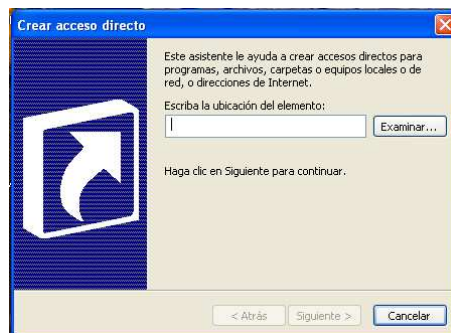 Crear acceso directo
Este asistente le ayuda a crear accesos directos para
programas, archivos, carpetas o equipos locales o de
red, o direcciones de Internet.
Escriba la ubicación del elemento:
Examinar...
Haga clic en Siguiente para continuar.
< Atrás
Siguiente >
Cancelar